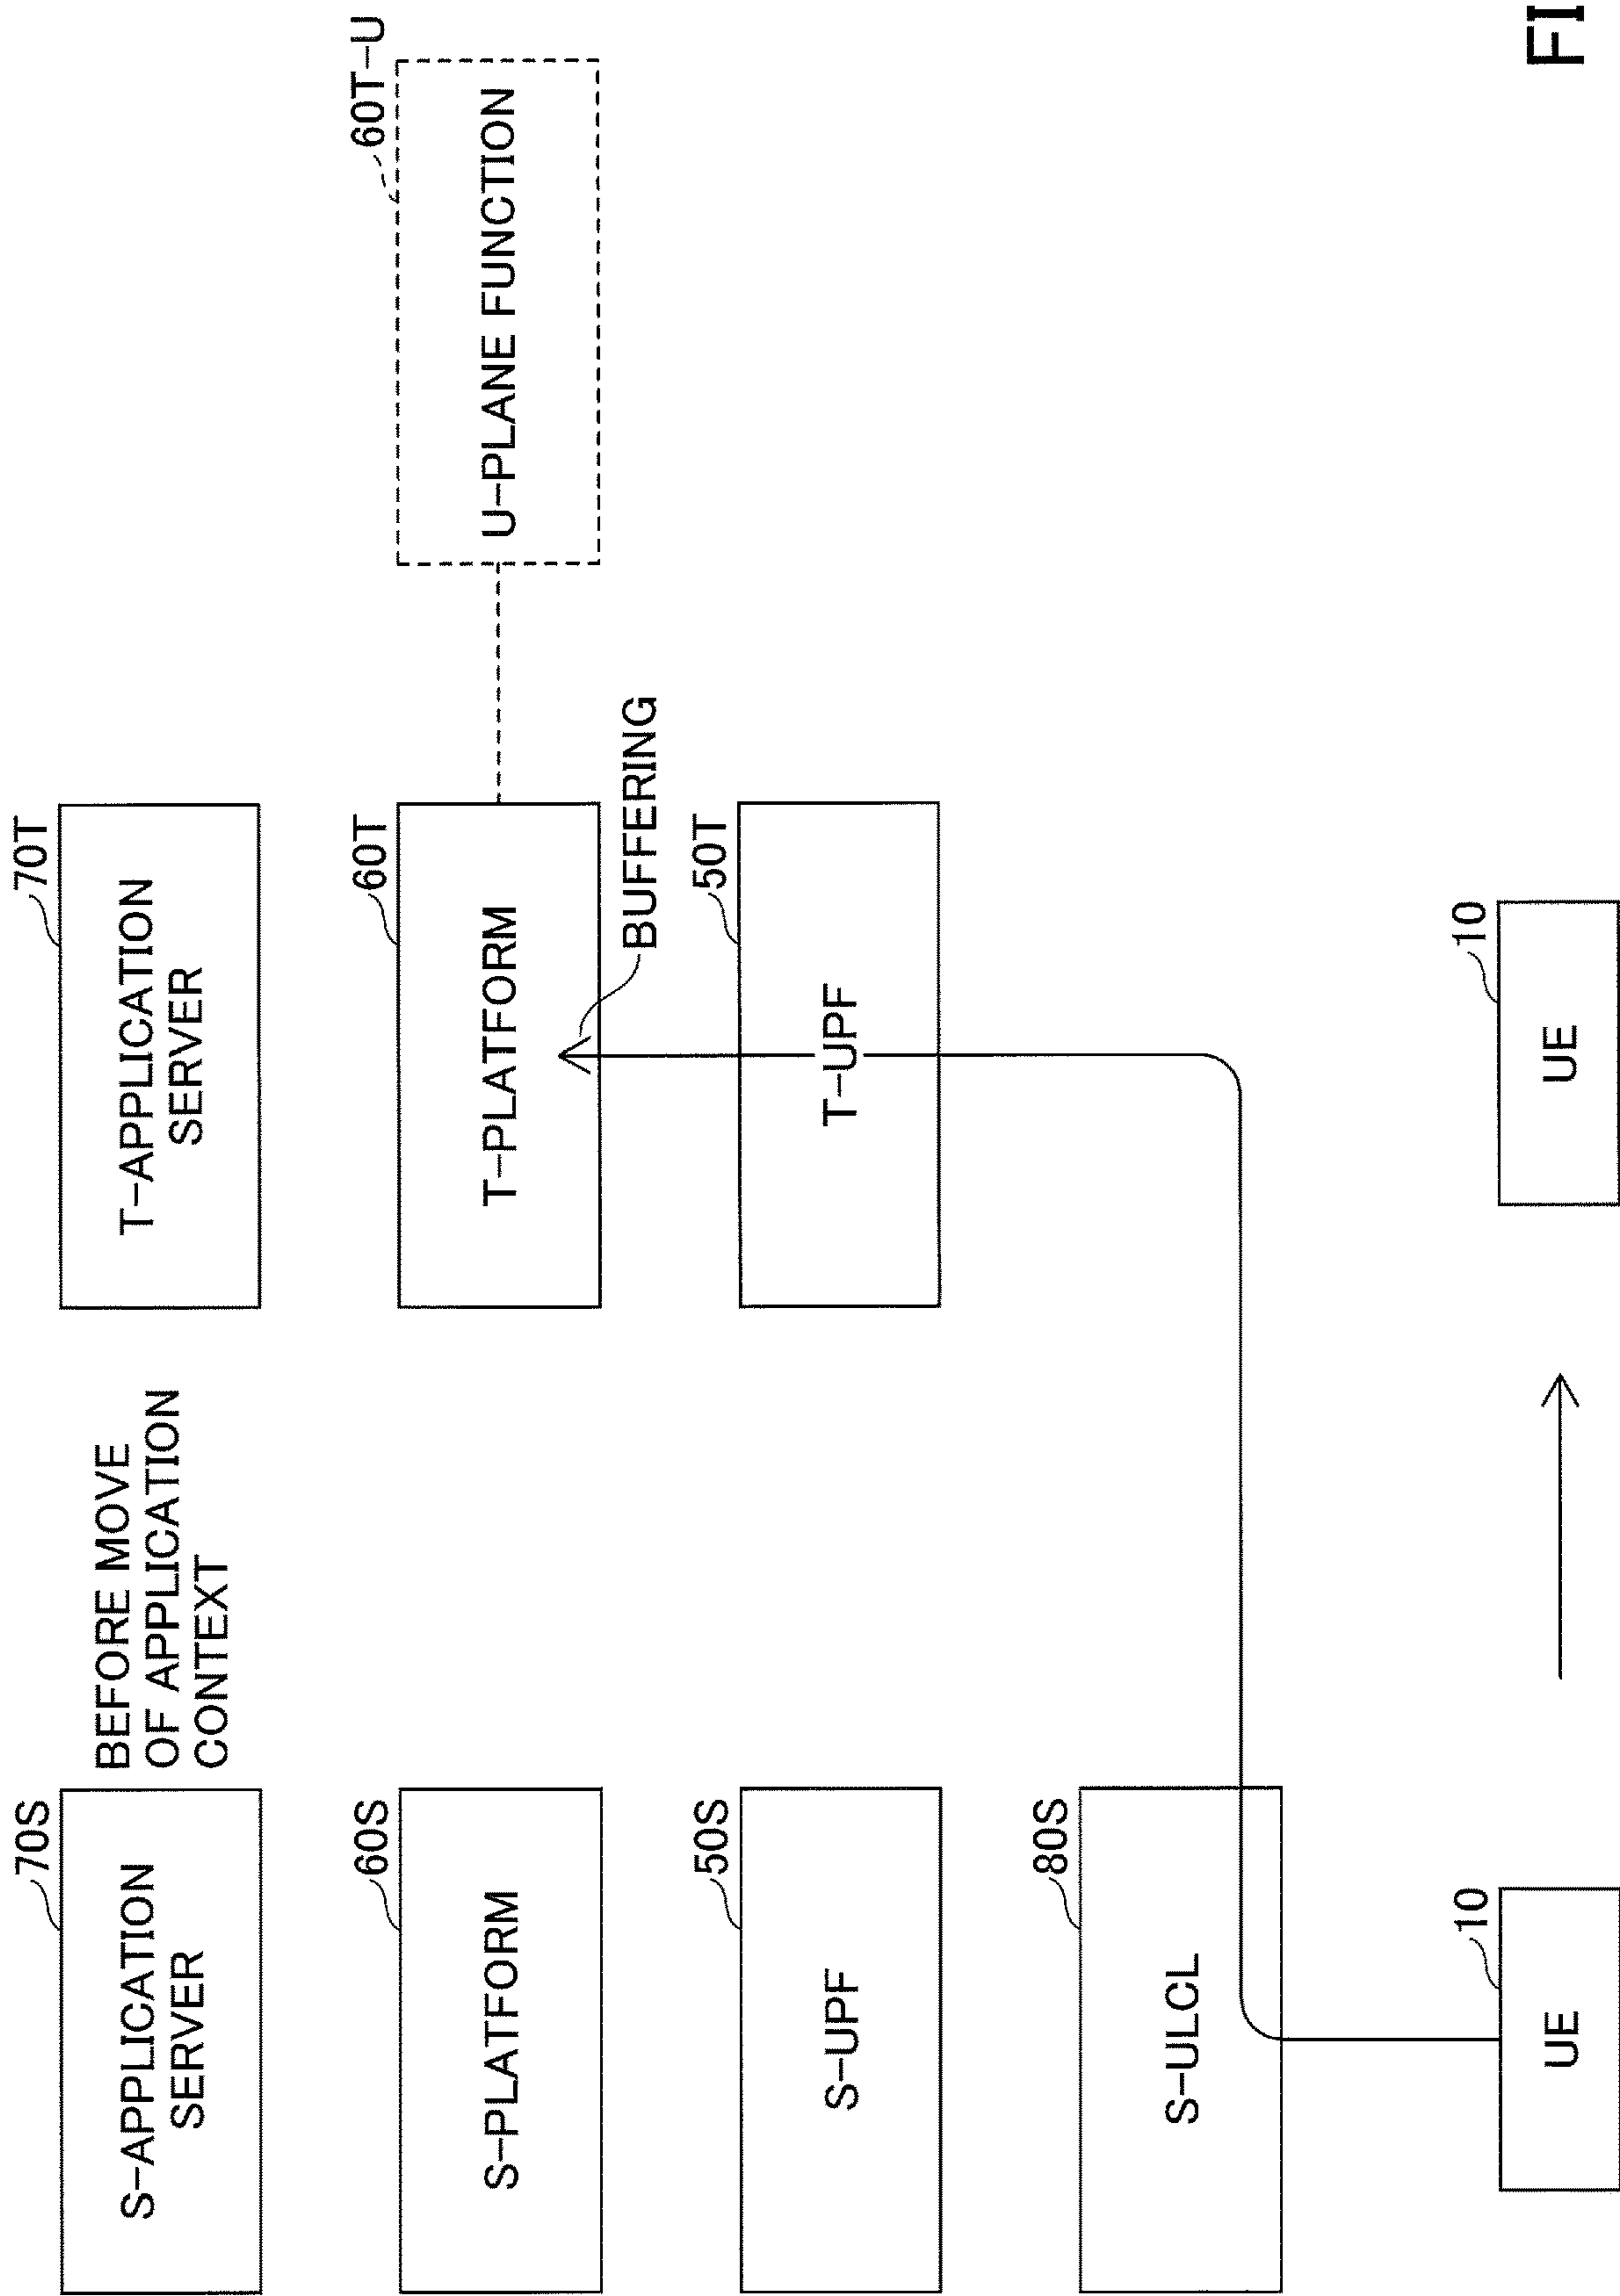 70S
S-APPLICATION
SERVER
BEFORE MOVE
OF APPLICATION
CONTEXT
70T
T-APPLICATION
SERVER
60S
S-PLATFORM
60T
T-PLATFORM
60T-U
U-PLANE FUNCTION
BUFFERING
50S
S-UPF
50T
T-UPF
80S
S-ULCL
10
UE
10
UE
FI